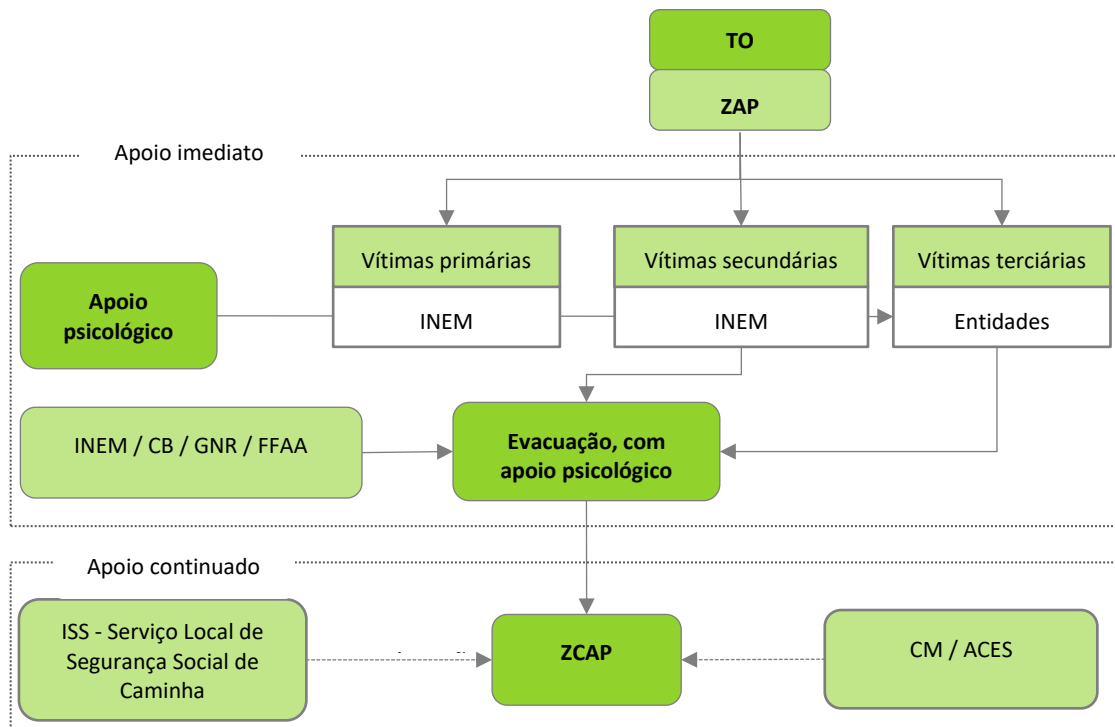 TO
ZAP
Apoio imediato
Vítimas primárias
Vítimas secundárias
Vítimas terciárias
Apoio
psicológico
INEM
INEM
Entidades
INEM / CB / GNR / FFAA
Evacuação, com
apoio psicológico
Apoio continuado
ISS - Serviço Local de
Segurança Social de
Caminha
ZCAP
CM / ACES